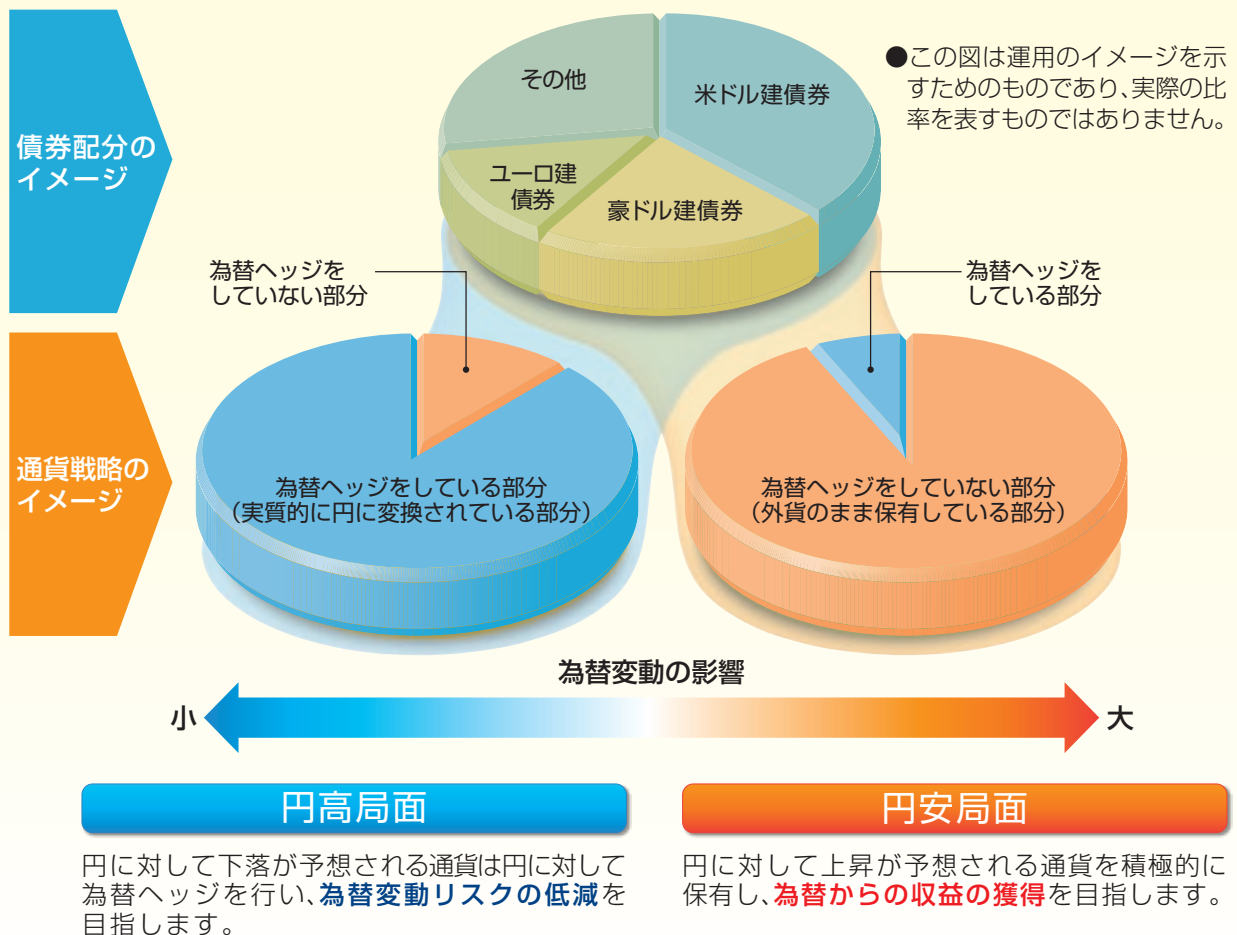 債券配分の
イメージ
その他
米ドル建債券
ユーロ建
債券
豪ドル建債券
●この図は運用のイメージを示
すためのものであり、実際の比
率を表すものではありません。
為替ヘッジを
していない部分
為替ヘッジを
している部分
通貨戦略の
イメージ
為替ヘッジをしている部分
（実質的に円に変換されている部分）
為替ヘッジをしていない部分
（外貨のまま保有している部分）
為替変動の影響
小
大
円高局面
円に対して下落が予想される通貨は円に対して
為替ヘッジを行い、為替変動リスクの低減を
目指します。
円安局面
円に対して上昇が予想される通貨を積極的に
保有し、為替からの収益の獲得を目指します。